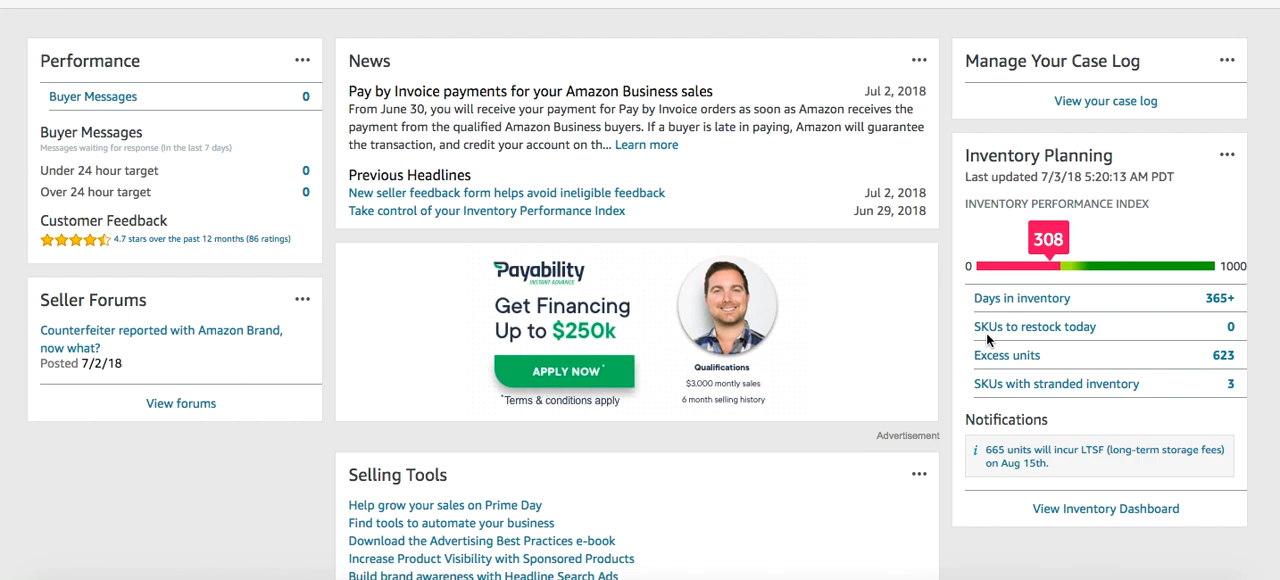 Performance
Buyer Messages 0
Buyer Messages
Messages waiting for response (In the last 7 days)
Under 24 hour target 0
Over 24 hour target 0
Customer Feedback
4.7 stars over the past 12 months (86 ratings)
Seller Forums
Counterfeiter reported with Amazon Brand,
now what?
Posted 7/2/18
View forums
News
Pay by Invoice payments for your Amazon Business sales Jul 2, 2018
From June 30, you will receive your payment for Pay by Invoice orders as soon as Amazon receives the
payment from the qualified Amazon Business buyers. If a buyer is late in paying, Amazon will guarantee
the transaction, and credit your account on th... Learn more
Previous Headlines
New seller feedback form helps avoid ineligible feedback Jul 2, 2018
Take control of your Inventory Performance Index Jun 29, 2018
Payability
INSTANT ADVANCE
Get Financing
Up to $250k
APPLY NOW*
*Terms & conditions apply
Qualifications
$3,000 montly sales
6 month selling history
Advertisement
Selling Tools
Help grow your sales on Prime Day
Find tools to automate your business
Download the Advertising Best Practices e-book
Increase Product Visibility with Sponsored Products
Build brand awareness with Headline Search Ads
Manage Your Case Log
View your case log
Inventory Planning
Last updated 7/3/18 5:20:13 AM PDT
INVENTORY PERFORMANCE INDEX
308
0 1000
Days in inventory 365+
SKUs to restock today 0
Excess units 623
SKUs with stranded inventory 3
Notifications
i 665 units will incur LTSF (long-term storage fees)
on Aug 15th.
View Inventory Dashboard